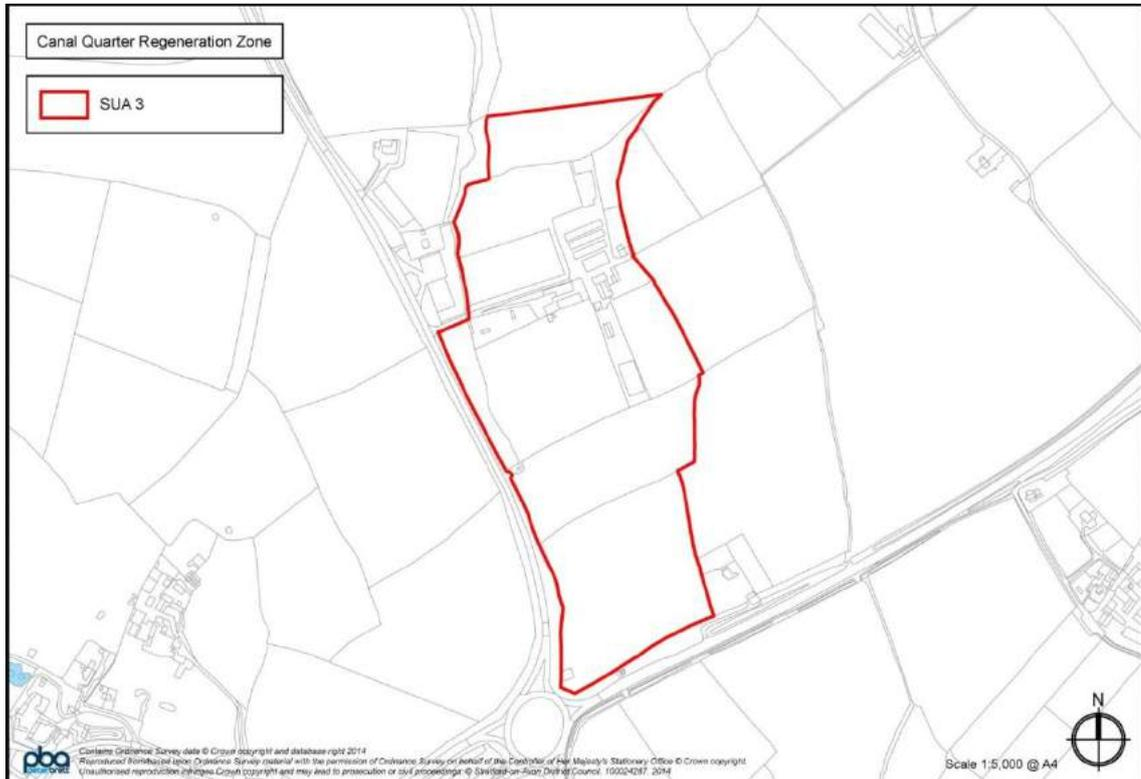 Canal Quarter Regeneration Zone
SUA 3
N
pba
peterbrett
Contains Ordnance Survey data © Crown copyright and database right 2014
Reproduced from/based upon Ordnance Survey material with the permission of Ordnance Survey on behalf of the Controller of Her Majesty's Stationery Office © Crown copyright.
Unauthorised reproduction infringes Crown copyright and may lead to prosecution or civil proceedings. © Stratford-on-Avon District Council. 100024287, 2014
Scale 1:5,000 @ A4